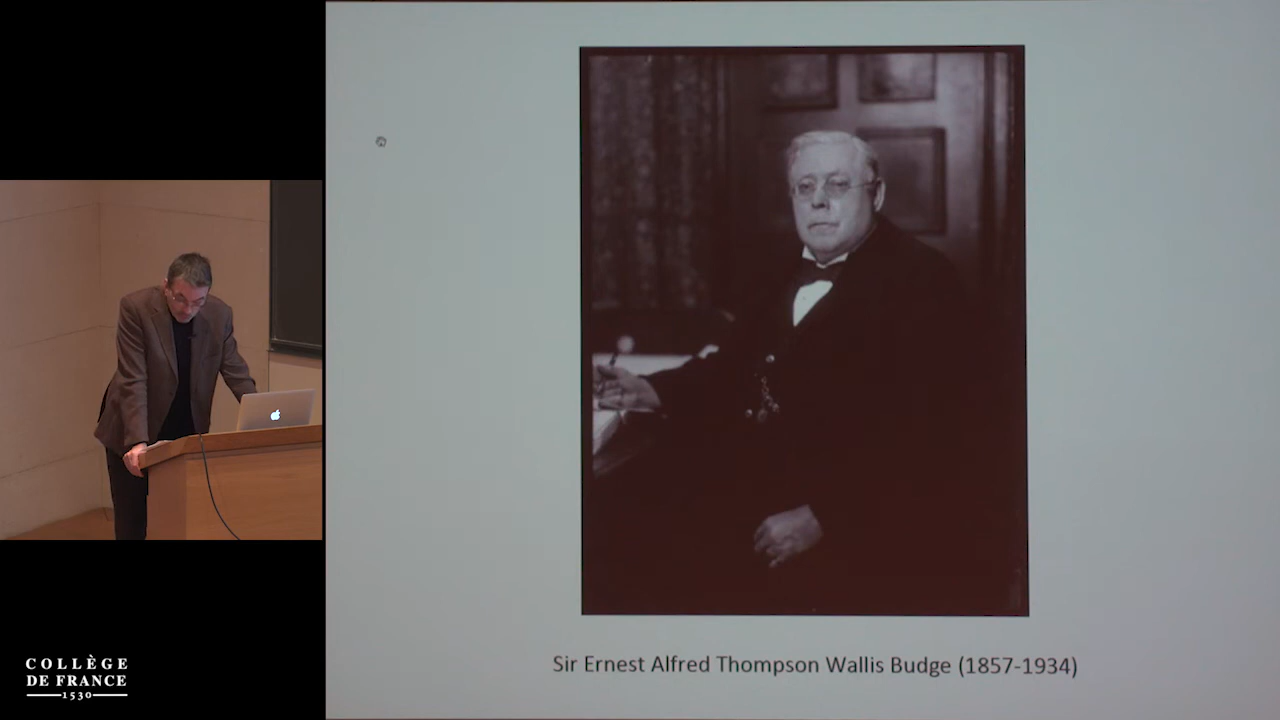 Sir Ernest Alfred Thompson Wallis Budge (1857-1934)
COLLÈGE
DE FRANCE
1530